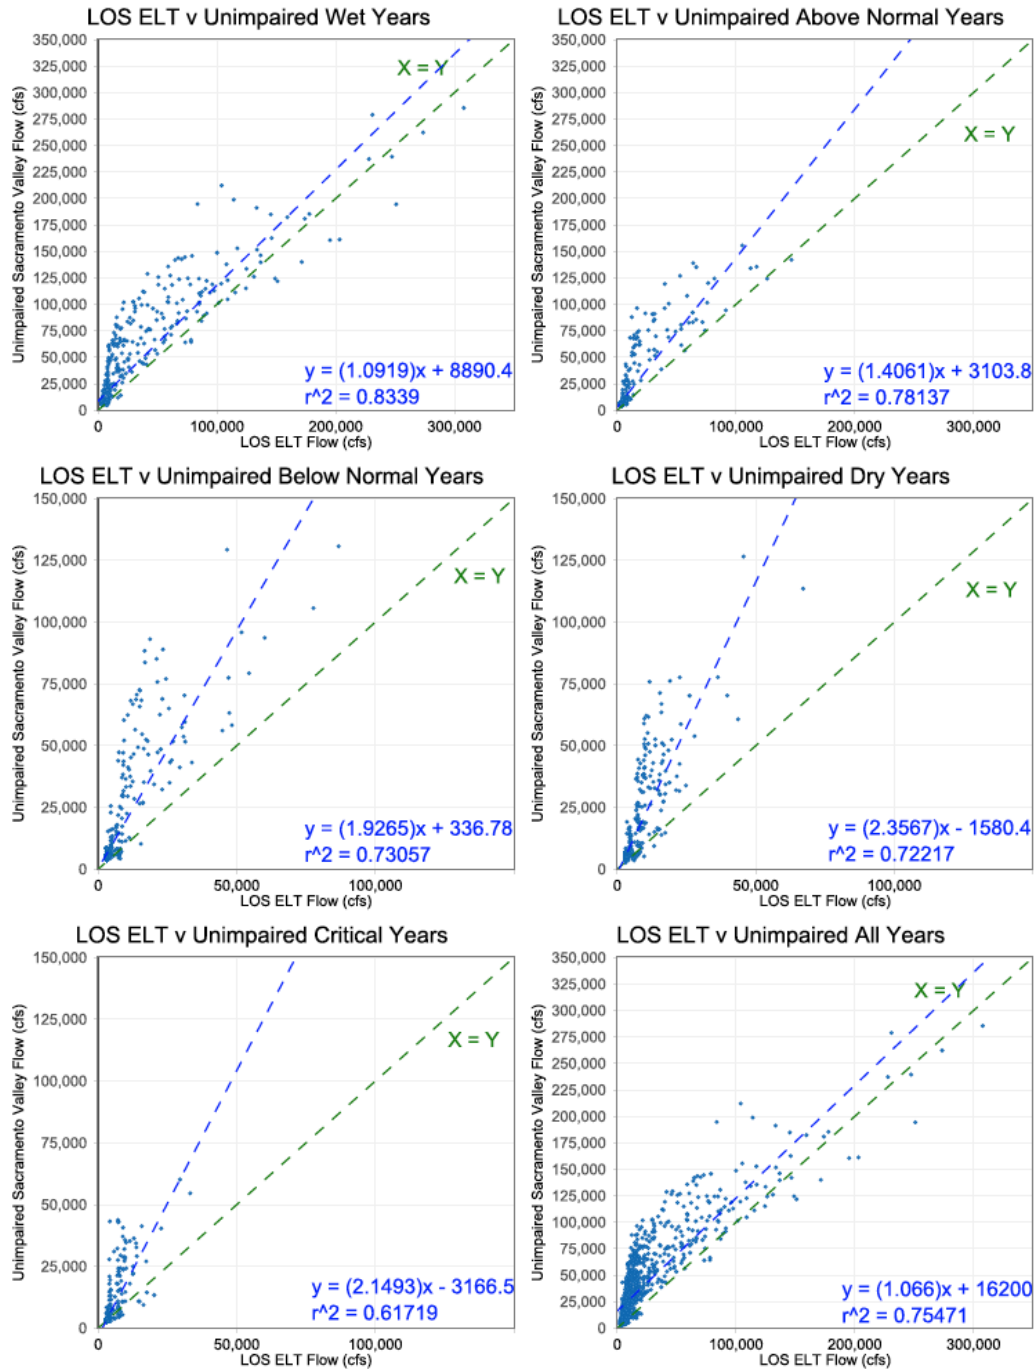 LOS ELT v Unimpaired Wet Years
Unimpaired Sacramento Valley Flow (cfs)
350,000
325,000
300,000
275,000
250,000
225,000
200,000
175,000
150,000
125,000
100,000
75,000
50,000
25,000
0
X = Y
y = (1.0919)x + 8890.4
r^2 = 0.8339
0 100,000 200,000 300,000
LOS ELT Flow (cfs)
LOS ELT v Unimpaired Above Normal Years
Unimpaired Sacramento Valley Flow (cfs)
350,000
325,000
300,000
275,000
250,000
225,000
200,000
175,000
150,000
125,000
100,000
75,000
50,000
25,000
0
X = Y
y = (1.4061)x + 3103.8
r^2 = 0.78137
0 100,000 200,000 300,000
LOS ELT Flow (cfs)
LOS ELT v Unimpaired Below Normal Years
Unimpaired Sacramento Valley Flow (cfs)
150,000
125,000
100,000
75,000
50,000
25,000
0
X = Y
y = (1.9265)x + 336.78
r^2 = 0.73057
0 50,000 100,000
LOS ELT Flow (cfs)
LOS ELT v Unimpaired Dry Years
Unimpaired Sacramento Valley Flow (cfs)
150,000
125,000
100,000
75,000
50,000
25,000
0
X = Y
y = (2.3567)x - 1580.4
r^2 = 0.72217
0 50,000 100,000
LOS ELT Flow (cfs)
LOS ELT v Unimpaired Critical Years
Unimpaired Sacramento Valley Flow (cfs)
150,000
125,000
100,000
75,000
50,000
25,000
0
X = Y
y = (2.1493)x - 3166.5
r^2 = 0.61719
0 50,000 100,000
LOS ELT Flow (cfs)
LOS ELT v Unimpaired All Years
Unimpaired Sacramento Valley Flow (cfs)
350,000
325,000
300,000
275,000
250,000
225,000
200,000
175,000
150,000
125,000
100,000
75,000
50,000
25,000
0
X = Y
y = (1.066)x + 16200
r^2 = 0.75471
0 100,000 200,000 300,000
LOS ELT Flow (cfs)